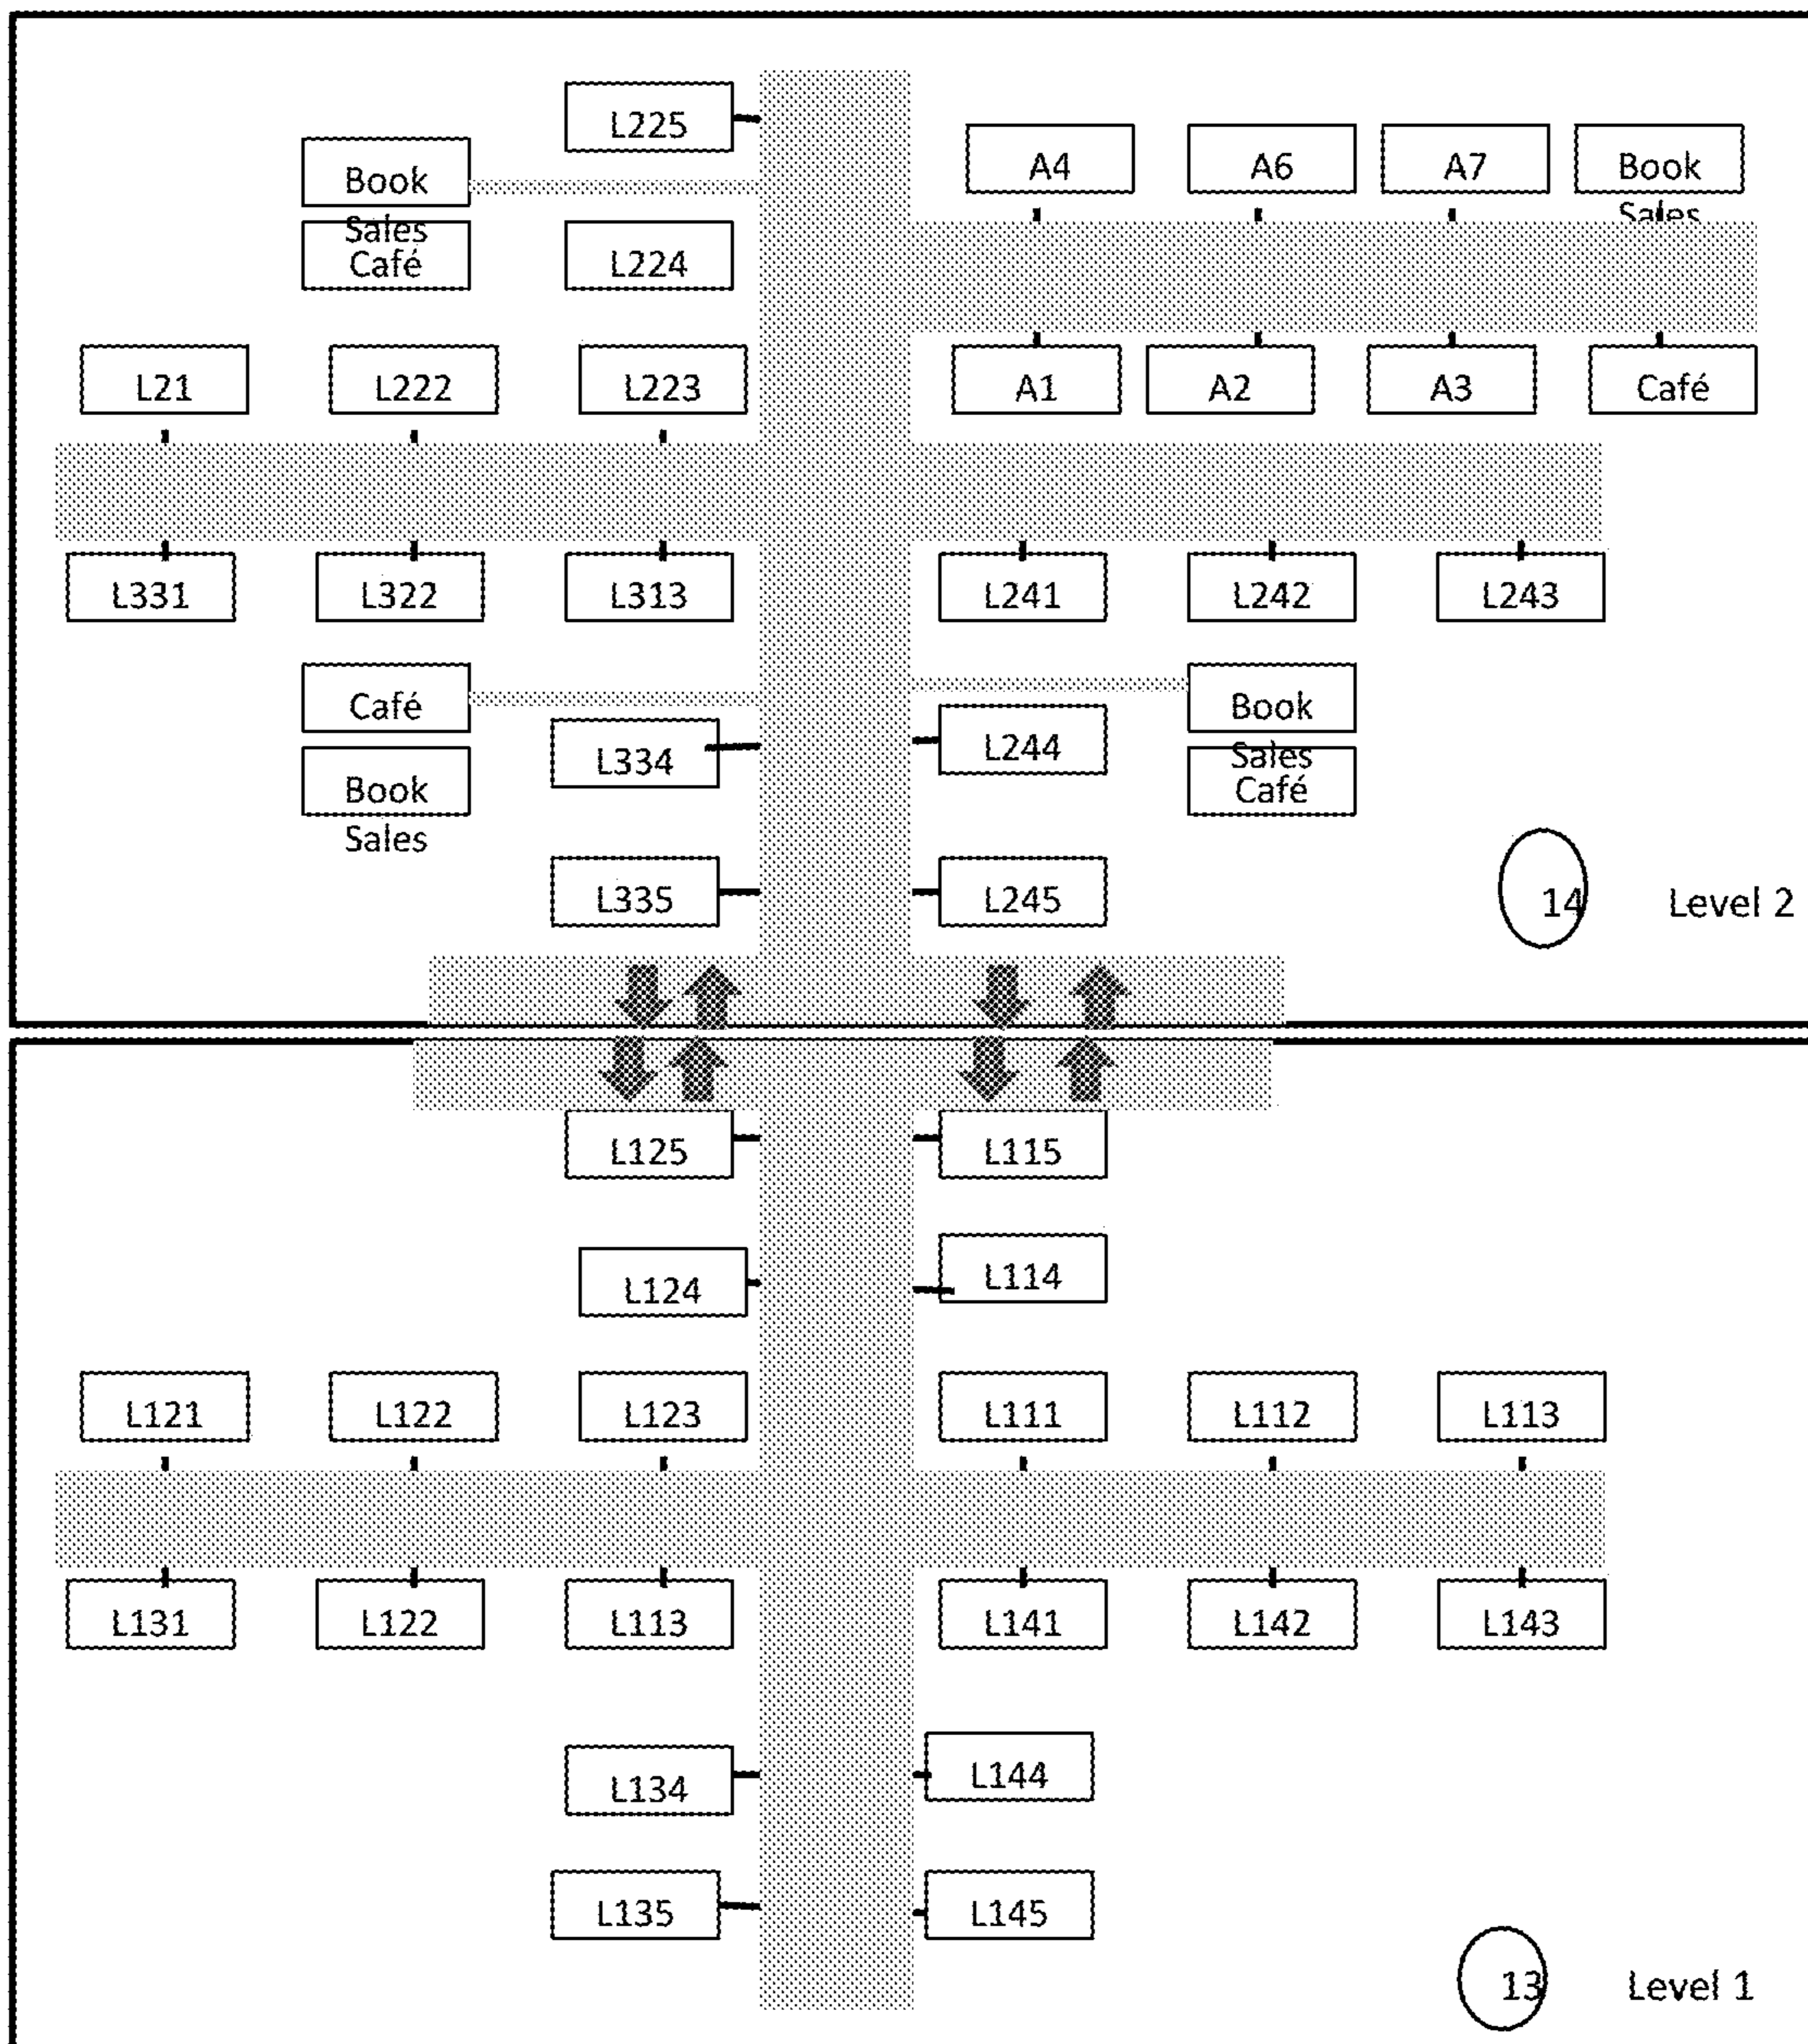 L225
Book
Sales
A4
A6
A7
Book
Sales
Café
L224
L21
L222
L223
A1
A2
A3
Café
L331
L322
L313
L241
L242
L243
Café
Book
Sales
L334
L244
Book
Sales
Café
L335
L245
14
Level 2
L125
L115
L124
L114
L121
L122
L123
L111
L112
L113
L131
L122
L113
L141
L142
L143
L134
L144
L135
L145
13
Level 1